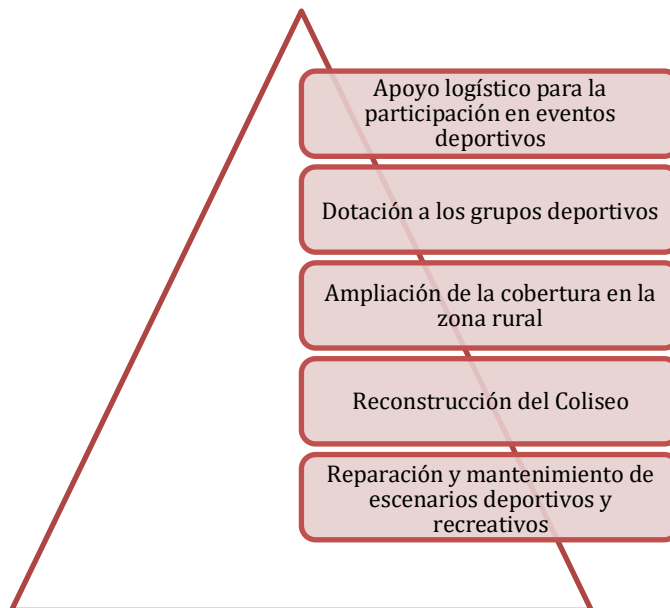 Apoyo logístico para la
participación en eventos
deportivos
Dotación a los grupos deportivos
Ampliación de la cobertura en la
zona rural
Reconstrucción del Coliseo
Reparación y mantenimiento de
escenarios deportivos y
recreativos